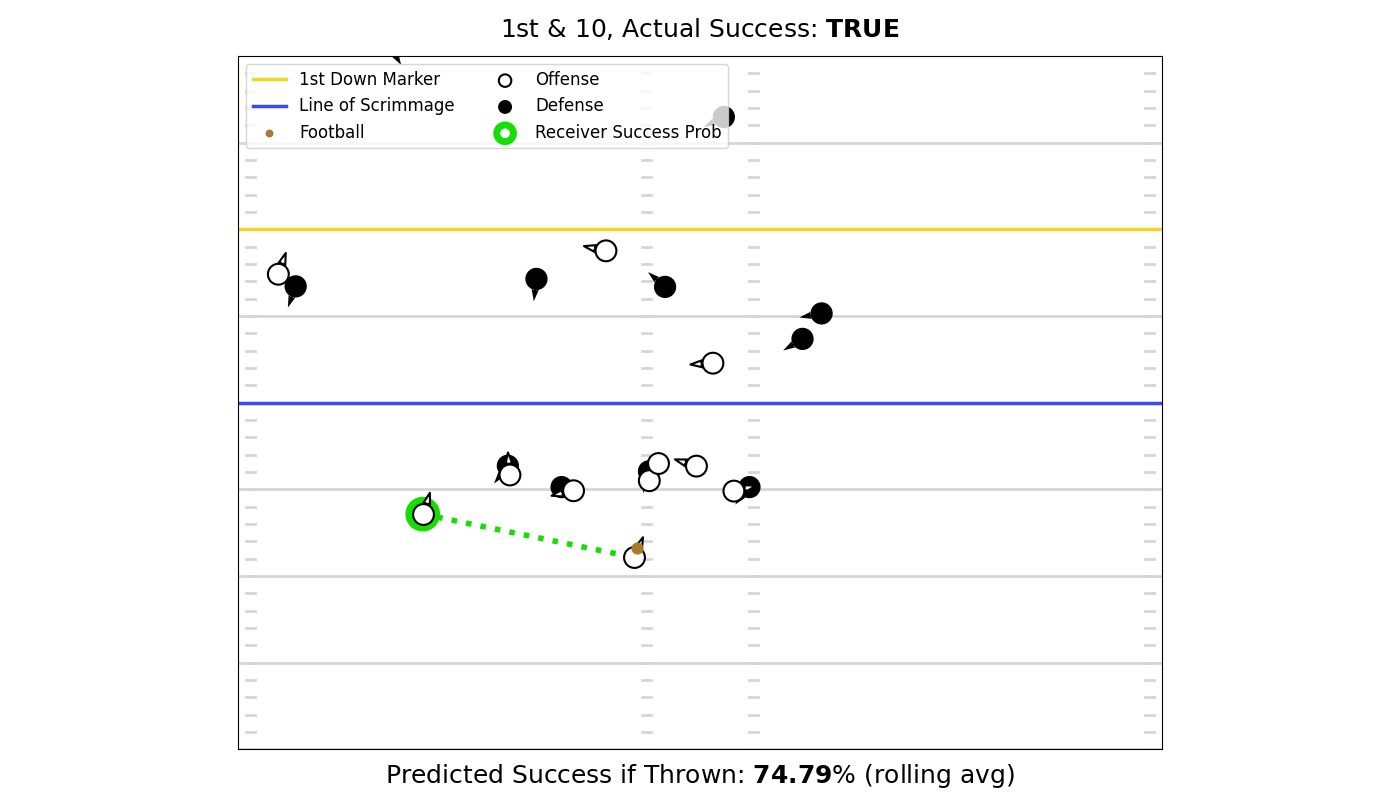 1st & 10, Actual Success: TRUE
1st Down Marker
Line of Scrimmage
Football
Offense
Defense
Receiver Success Prob
Predicted Success if Thrown: 74.79% (rolling avg)